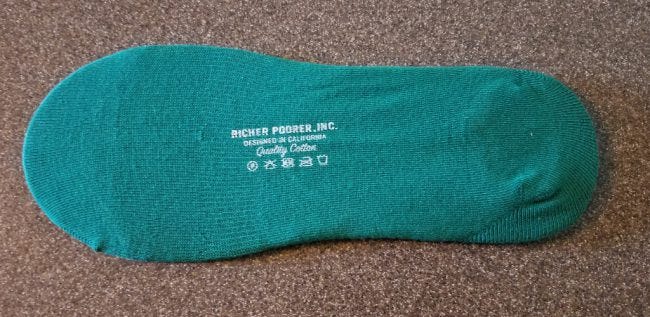 RICHER POORER, INC.
DESIGNED IN CALIFORNIA
Quality Cotton